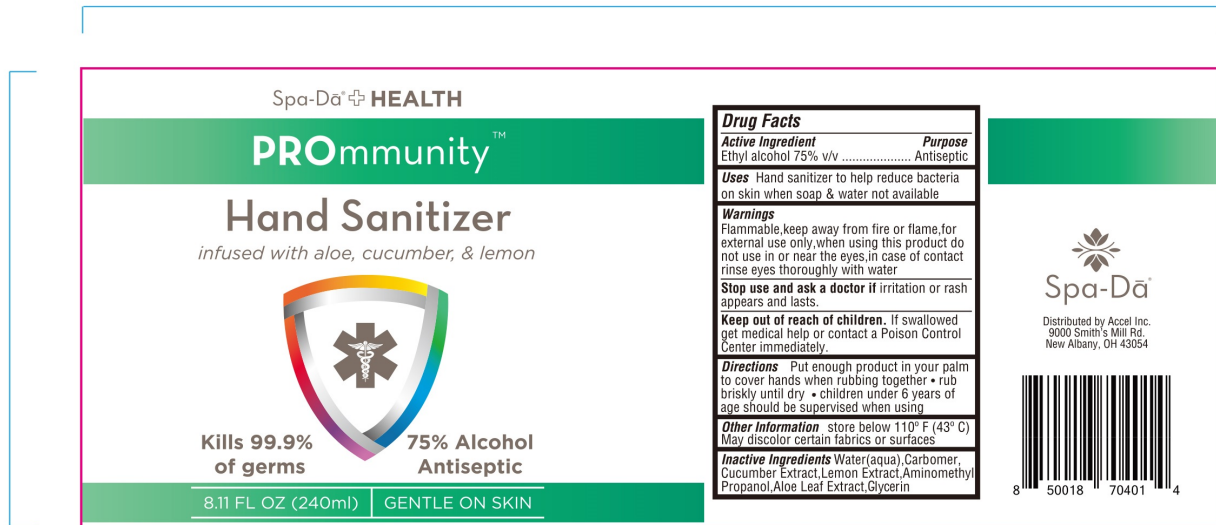 Spa-Dā® HEALTH
PROmmunity™
Hand Sanitizer
infused with aloe, cucumber, & lemon
Kills 99.9%
of germs
75% Alcohol
Antiseptic
8.11 FL OZ (240ml) GENTLE ON SKIN
Drug Facts
Active Ingredient Purpose
Ethyl alcohol 75% v/v .................... Antiseptic
Uses Hand sanitizer to help reduce bacteria
on skin when soap & water not available
Warnings
Flammable,keep away from fire or flame,for
external use only,when using this product do
not use in or near the eyes,in case of contact
rinse eyes thoroughly with water
Stop use and ask a doctor if irritation or rash
appears and lasts.
Keep out of reach of children. If swallowed
get medical help or contact a Poison Control
Center immediately.
Directions Put enough product in your palm
to cover hands when rubbing together • rub
briskly until dry • children under 6 years of
age should be supervised when using
Other Information store below 110º F (43º C)
May discolor certain fabrics or surfaces
Inactive Ingredients Water(aqua),Carbomer,
Cucumber Extract,Lemon Extract,Aminomethyl
Propanol,Aloe Leaf Extract,Glycerin
Spa-Dā®
Distributed by Accel Inc.
9000 Smith's Mill Rd.
New Albany, OH 43054
8 50018 70401 4